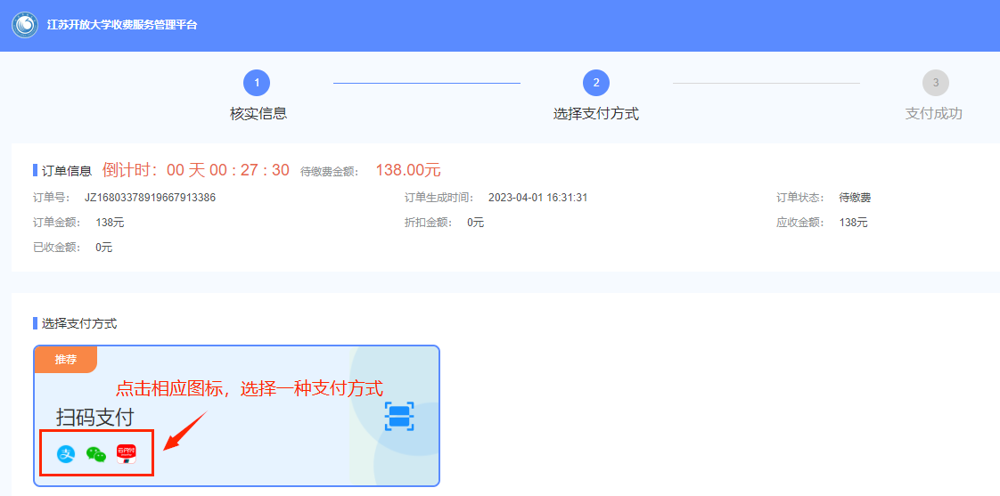 江苏开放大学收费服务管理平台
1
2
3
核实信息
选择支付方式
支付成功
订单信息 倒计时：00 天 00 : 27 : 30 待缴费金额： 138.00元
订单号： JZ16803378919667913386 订单生成时间： 2023-04-01 16:31:31 订单状态： 待缴费
订单金额： 138元 折扣金额： 0元 应收金额： 138元
已收金额： 0元
选择支付方式
推荐
点击相应图标，选择一种支付方式
扫码支付
支